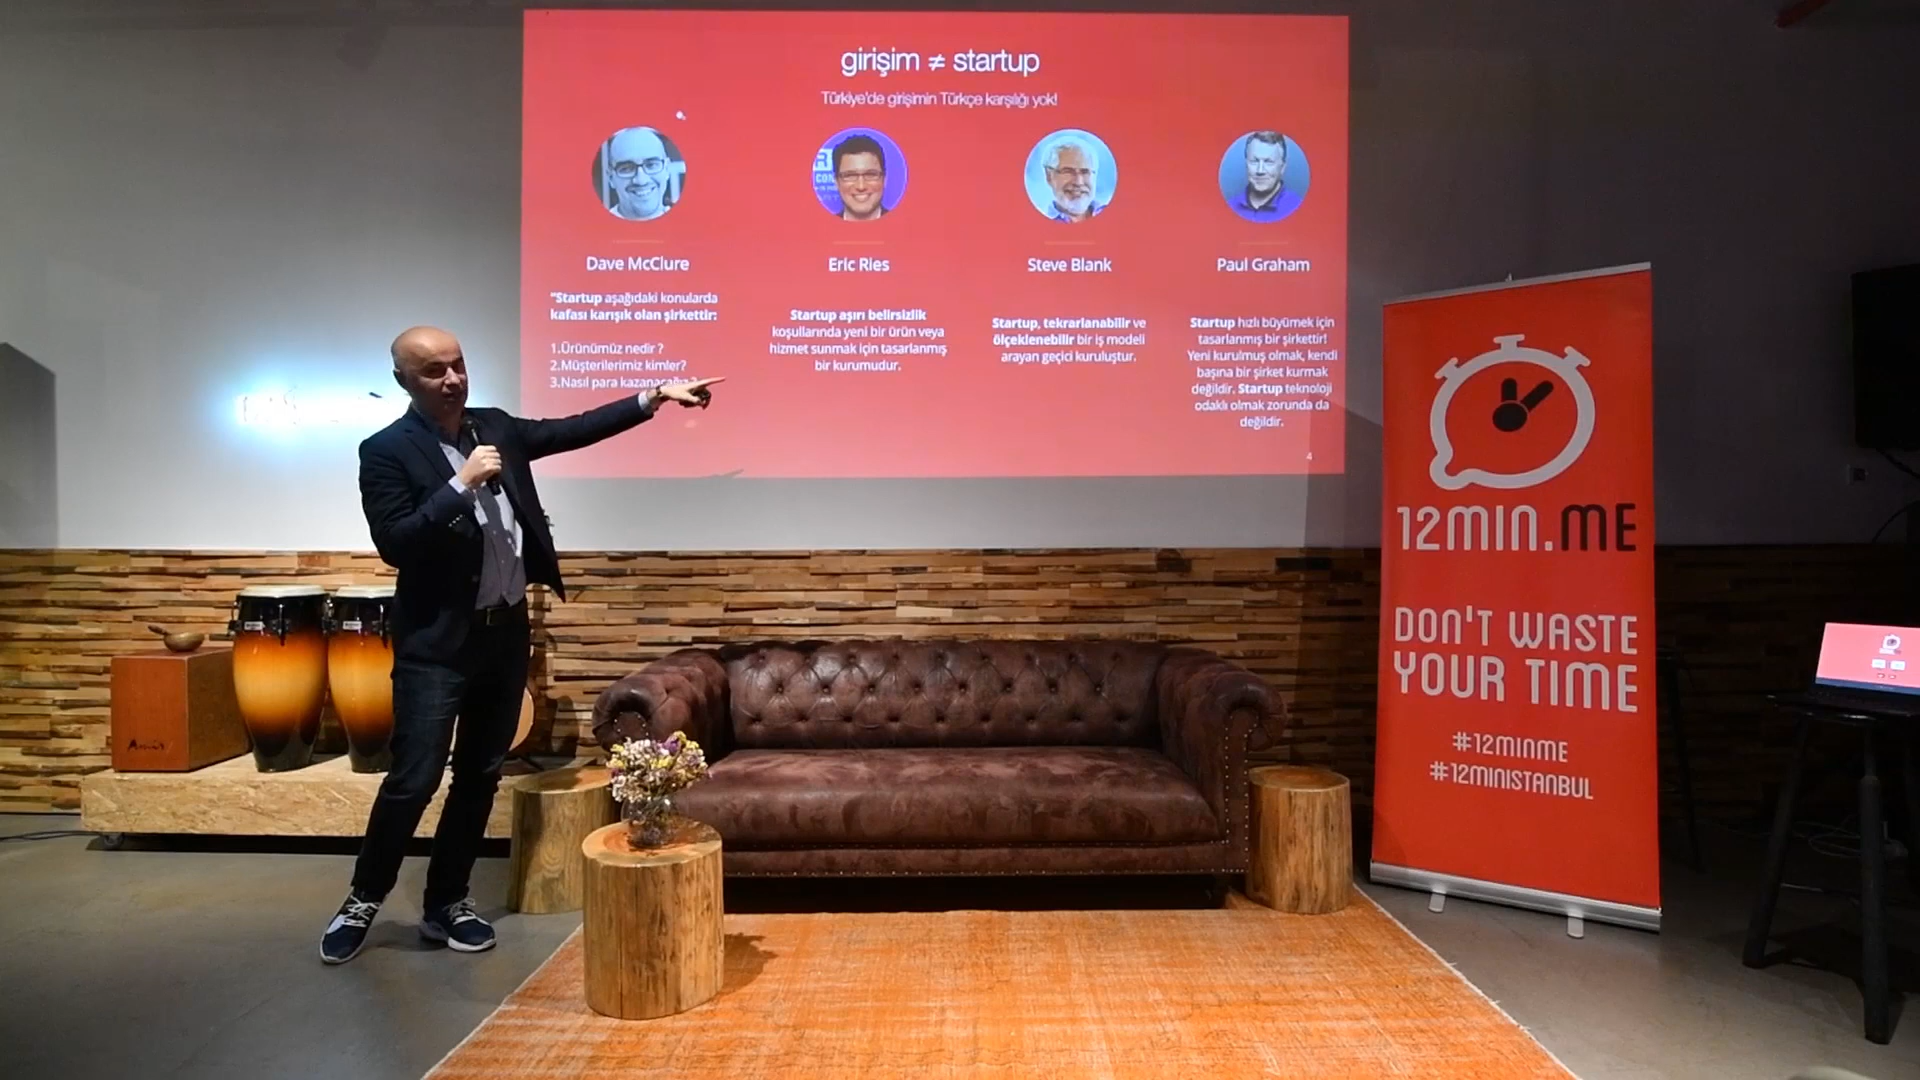 girişim ≠ startup
Türkiye'de girişimin Türkçe karşılığı yok!
Dave McClure
"Startup aşağıdaki konularda
kafası karışık olan şirkettir:
1.Ürünümüz nedir ?
2.Müşterilerimiz kimler?
3.Nasıl para kazanacağız ?
Eric Ries
Startup aşırı belirsizlik
koşullarında yeni bir ürün veya
hizmet sunmak için tasarlanmış
bir kurumudur.
Steve Blank
Startup, tekrarlanabilir ve
ölçeklenebilir bir iş modeli
arayan geçici kuruluştur.
Paul Graham
Startup hızlı büyümek için
tasarlanmış bir şirkettir!
Yeni kurulmuş olmak, kendi
başına bir şirket kurmak
değildir. Startup teknoloji
odaklı olmak zorunda da
değildir.
4
12MIN.ME
DON'T WASTE
YOUR TIME
#12MINME
#12MINISTANBUL